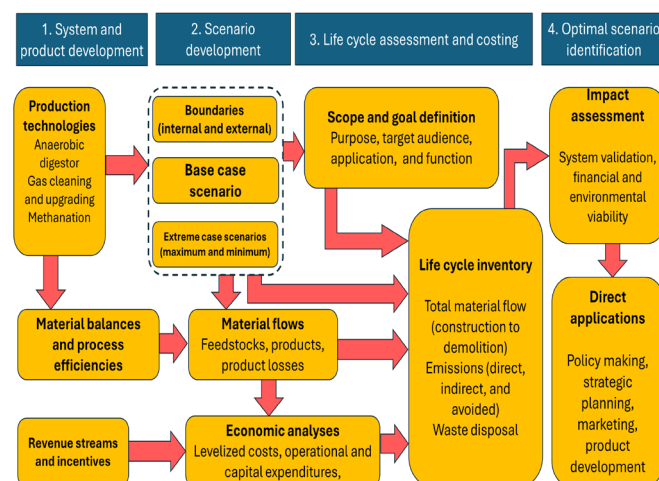 1. System and
product development
2. Scenario
development
3. Life cycle assessment and costing
4. Optimal scenario
identification
Production
technologies
Anaerobic
digestor
Gas cleaning
and upgrading
Methanation
Boundaries
(internal and external)
Base case
scenario
Extreme case scenarios
(maximum and minimum)
Scope and goal definition
Purpose, target audience,
application, and function
Impact
assessment
System validation,
financial and
environmental
viability
Material balances
and process
efficiencies
Material flows
Feedstocks, products,
product losses
Life cycle inventory
Total material flow
(construction to
demolition)
Emissions (direct,
indirect, and
avoided)
Waste disposal
Direct
applications
Policy making,
strategic
planning,
marketing,
product
development
Revenue streams
and incentives
Economic analyses
Levelized costs, operational and
capital expenditures,